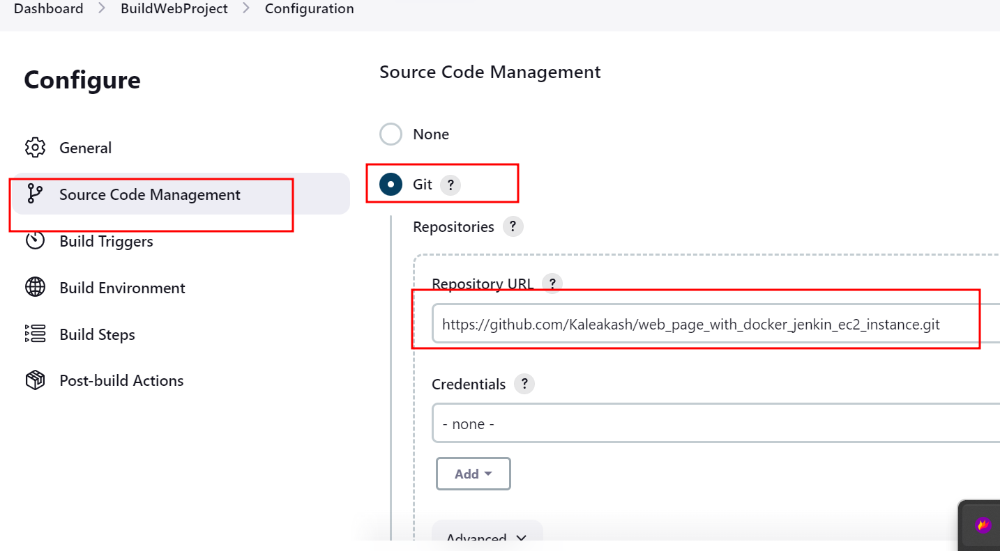 Dashboard > BuildWebProject > Configuration
Configure
General
Source Code Management
Build Triggers
Build Environment
Build Steps
Post-build Actions
Source Code Management
None
Git ?
Repositories ?
Repository URL ?
https://github.com/Kaleakash/web_page_with_docker_jenkin_ec2_instance.git
Credentials ?
- none -
Add
Advanced